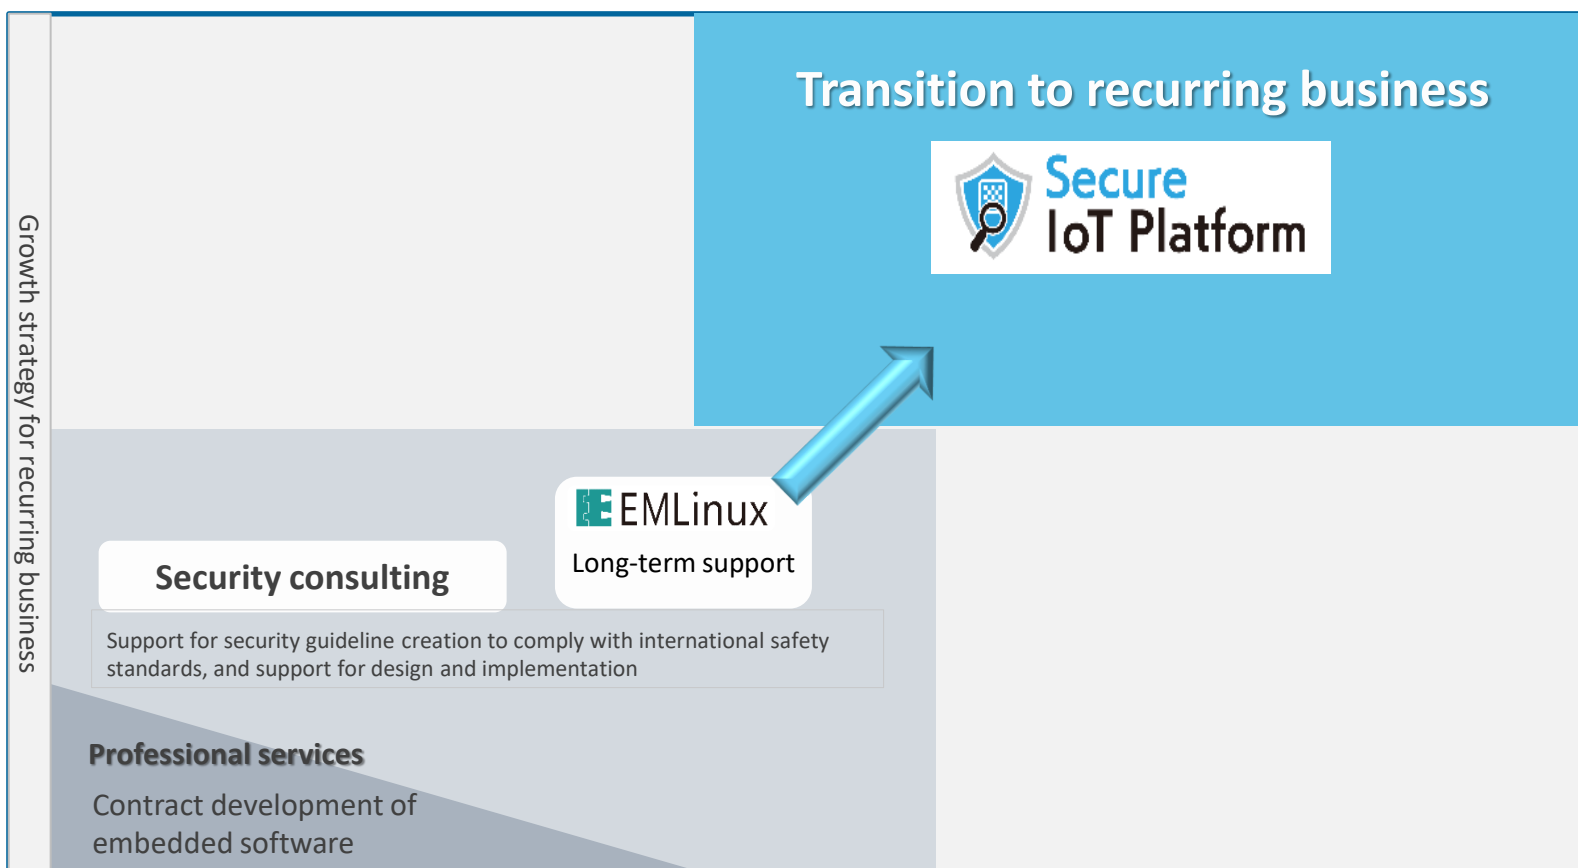 Growth strategy for recurring business
Transition to recurring business
Secure
IoT Platform
EMLinux
Long-term support
Security consulting
Support for security guideline creation to comply with international safety
standards, and support for design and implementation
Professional services
Contract development of
embedded software